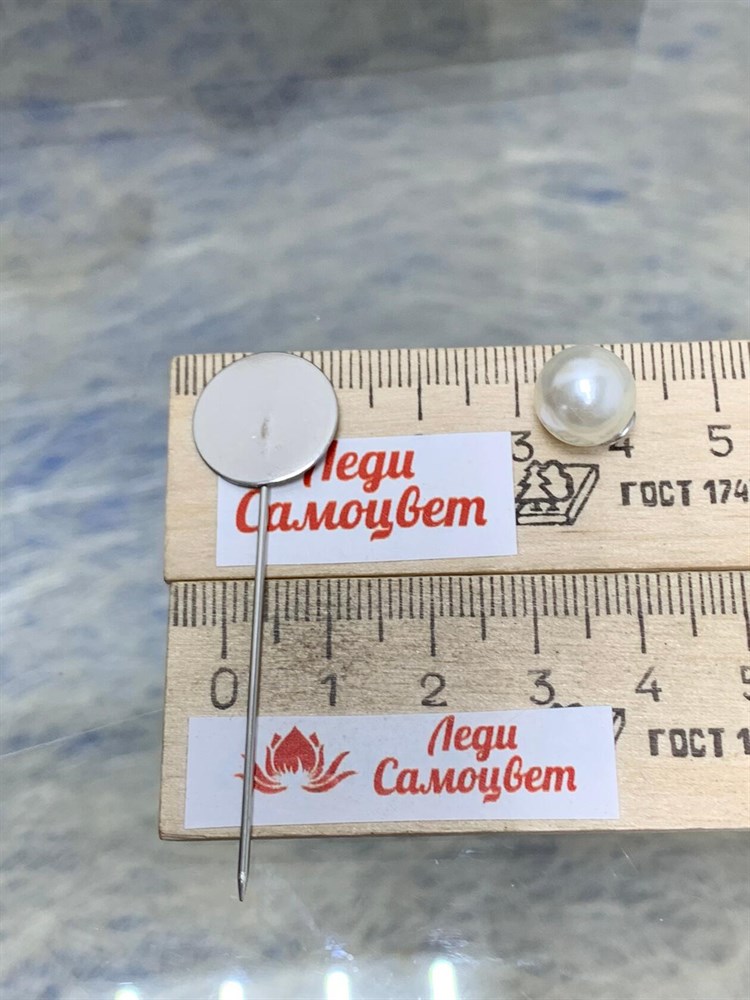 3 4 5
Леди
Самоцвет
ГОСТ 174
0 1 2 3 4 5
Леди
Самоцвет
ГОСТ 1